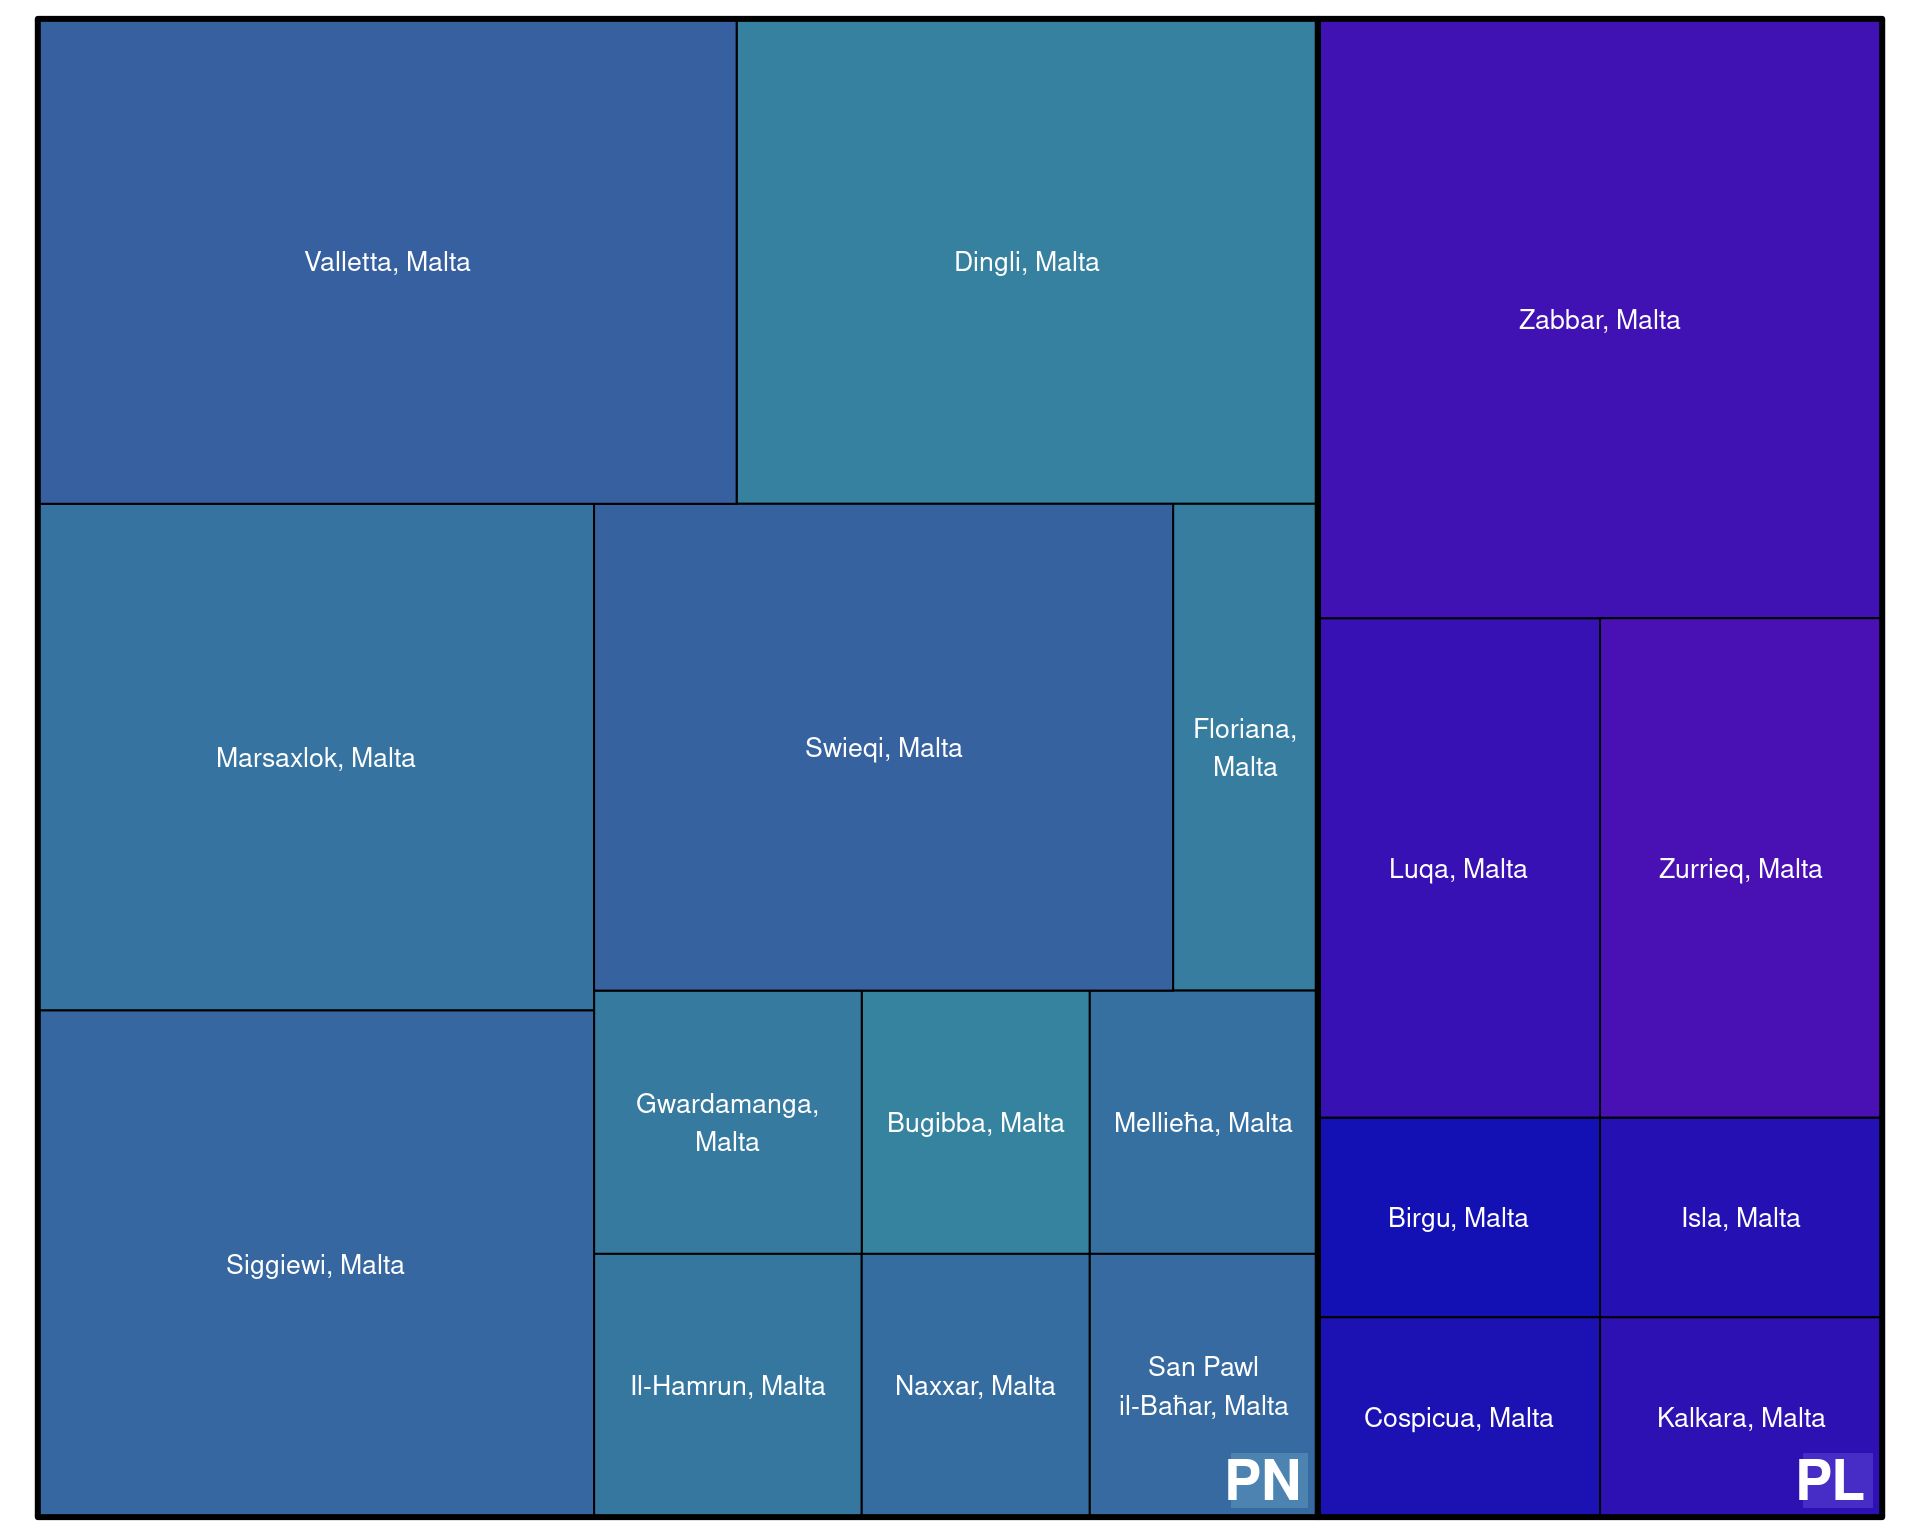 Valletta, Malta
Dingli, Malta
Zabbar, Malta
Marsaxlok, Malta
Swieqi, Malta
Floriana,
Malta
Luqa, Malta
Zurrieq, Malta
Siggiewi, Malta
Gwardamanga,
Malta
Bugibba, Malta
Mellieħa, Malta
Birgu, Malta
Isla, Malta
Il-Hamrun, Malta
Naxxar, Malta
San Pawl
il-Baħar, Malta
Cospicua, Malta
Kalkara, Malta
PN
PL